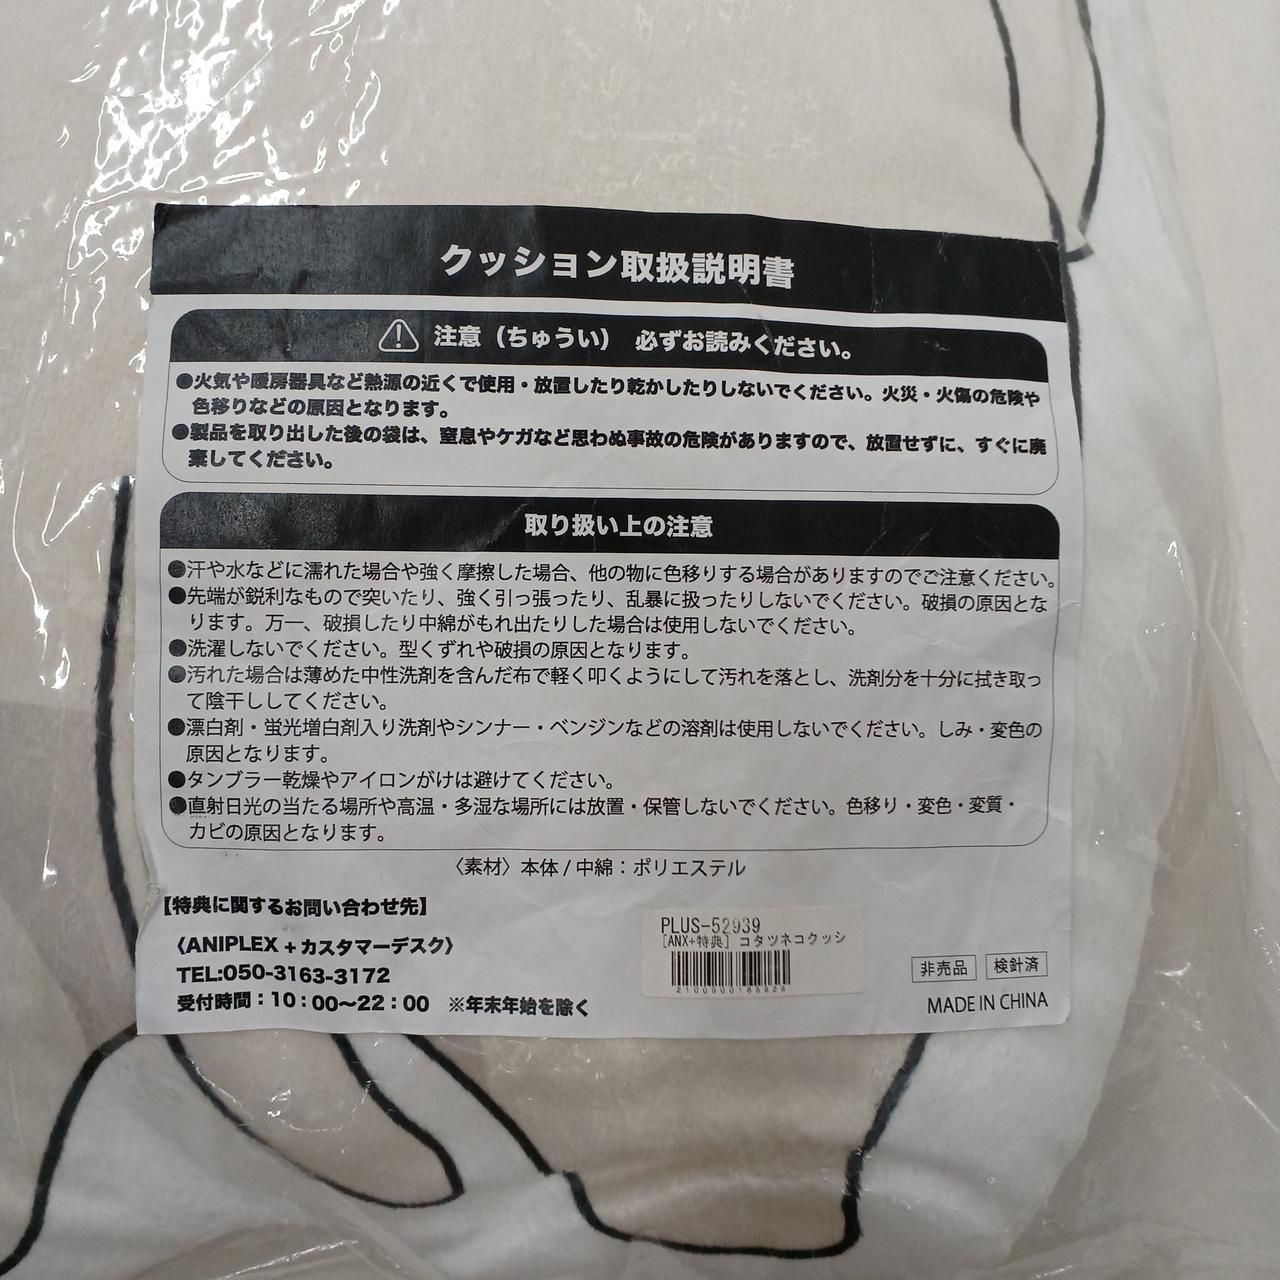 クッション取扱説明書
注意（ちゅうい） 必ずお読みください。
●火気や暖房器具など熱源の近くで使用・放置したり乾かしたりしないでください。火災・火傷の危険や
色移りなどの原因となります。
●製品を取り出した後の袋は、窒息やケガなど思わぬ事故の危険がありますので、放置せずに、すぐに廃
棄してください。
取り扱い上の注意
●汗や水などに濡れた場合や強く摩擦した場合、他の物に色移りする場合がありますのでご注意ください。
●先端が鋭利なもので突いたり、強く引っ張ったり、乱暴に扱ったりしないでください。破損の原因とな
ります。万一、破損したり中綿がもれ出たりした場合は使用しないでください。
●洗濯しないでください。型くずれや破損の原因となります。
●汚れた場合は薄めた中性洗剤を含んだ布で軽く叩くようにして汚れを落とし、洗剤分を十分に拭き取っ
て陰干ししてください。
●漂白剤・蛍光増白剤入り洗剤やシンナー・ベンジンなどの溶剤は使用しないでください。しみ・変色の
原因となります。
●タンブラー乾燥やアイロンがけは避けてください。
●直射日光の当たる場所や高温・多湿な場所には放置・保管しないでください。色移り・変色・変質・
カビの原因となります。
〈素材〉本体 / 中綿：ポリエステル
【特典に関するお問い合わせ先】
〈ANIPLEX + カスタマーデスク〉
TEL:050-3163-3172
受付時間：10：00〜22：00 ※年末年始を除く
PLUS-52939
[ANX+特典] コタツネコクッシ
非売品 検針済
MADE IN CHINA